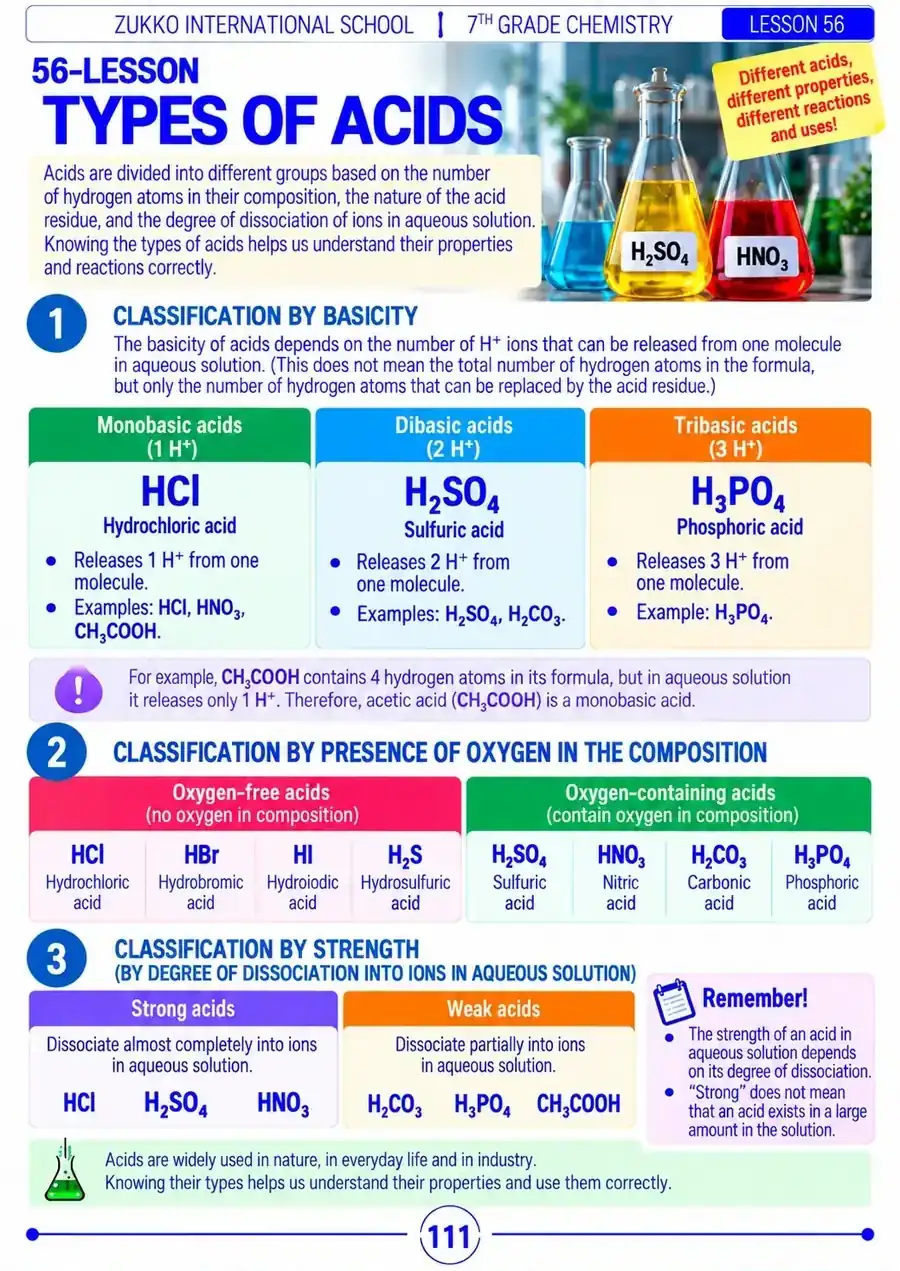 ZUKKO INTERNATIONAL SCHOOL | 7TH GRADE CHEMISTRY LESSON 56
56-LESSON
TYPES OF ACIDS
Different acids,
different properties,
different reactions
and uses!
Acids are divided into different groups based on the number
of hydrogen atoms in their composition, the nature of the acid
residue, and the degree of dissociation of ions in aqueous solution.
Knowing the types of acids helps us understand their properties
and reactions correctly.
H₂SO₄
HNO₃
1 CLASSIFICATION BY BASICITY
The basicity of acids depends on the number of H⁺ ions that can be released from one molecule
in aqueous solution. (This does not mean the total number of hydrogen atoms in the formula,
but only the number of hydrogen atoms that can be replaced by the acid residue.)
Monobasic acids
(1 H⁺)
HCl
Hydrochloric acid
• Releases 1 H⁺ from one
molecule.
• Examples: HCl, HNO₃,
CH₃COOH.
Dibasic acids
(2 H⁺)
H₂SO₄
Sulfuric acid
• Releases 2 H⁺ from
one molecule.
• Examples: H₂SO₄, H₂CO₃.
Tribasic acids
(3 H⁺)
H₃PO₄
Phosphoric acid
• Releases 3 H⁺ from
one molecule.
• Example: H₃PO₄.
! For example, CH₃COOH contains 4 hydrogen atoms in its formula, but in aqueous solution
it releases only 1 H⁺. Therefore, acetic acid (CH₃COOH) is a monobasic acid.
2 CLASSIFICATION BY PRESENCE OF OXYGEN IN THE COMPOSITION
Oxygen-free acids
(no oxygen in composition)
HCl
Hydrochloric
acid
HBr
Hydrobromic
acid
HI
Hydroiodic
acid
H₂S
Hydrosulfuric
acid
Oxygen-containing acids
(contain oxygen in composition)
H₂SO₄
Sulfuric
acid
HNO₃
Nitric
acid
H₂CO₃
Carbonic
acid
H₃PO₄
Phosphoric
acid
3 CLASSIFICATION BY STRENGTH
(BY DEGREE OF DISSOCIATION INTO IONS IN AQUEOUS SOLUTION)
Strong acids
Dissociate almost completely into ions
in aqueous solution.
HCl H₂SO₄ HNO₃
Weak acids
Dissociate partially into ions
in aqueous solution.
H₂CO₃ H₃PO₄ CH₃COOH
Remember!
• The strength of an acid in
aqueous solution depends
on its degree of dissociation.
• “Strong” does not mean
that an acid exists in a large
amount in the solution.
Acids are widely used in nature, in everyday life and in industry.
Knowing their types helps us understand their properties and use them correctly.
111